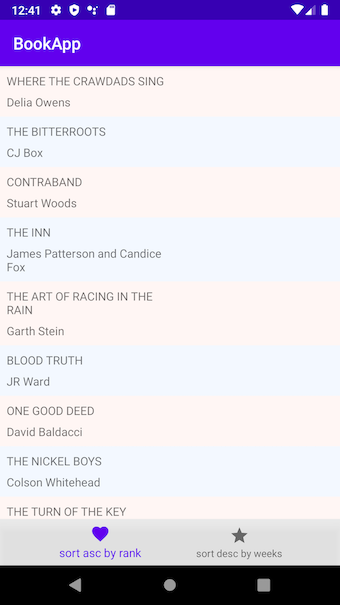 12:41
BookApp
WHERE THE CRAWDADS SING
Delia Owens
THE BITTERROOTS
CJ Box
CONTRABAND
Stuart Woods
THE INN
James Patterson and Candice
Fox
THE ART OF RACING IN THE
RAIN
Garth Stein
BLOOD TRUTH
JR Ward
ONE GOOD DEED
David Baldacci
THE NICKEL BOYS
Colson Whitehead
THE TURN OF THE KEY
sort asc by rank
sort desc by weeks